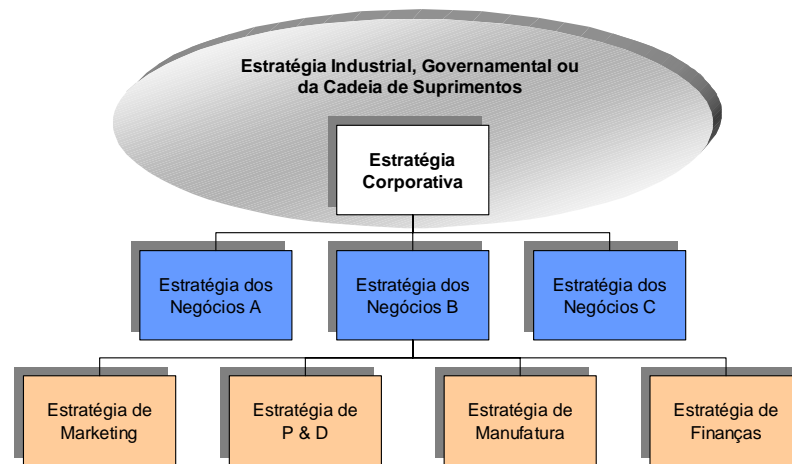 Estratégia Industrial, Governamental ou
da Cadeia de Suprimentos
Estratégia
Corporativa
Estratégia dos
Negócios A
Estratégia dos
Negócios B
Estratégia dos
Negócios C
Estratégia de
Marketing
Estratégia de
P & D
Estratégia de
Manufatura
Estratégia de
Finanças